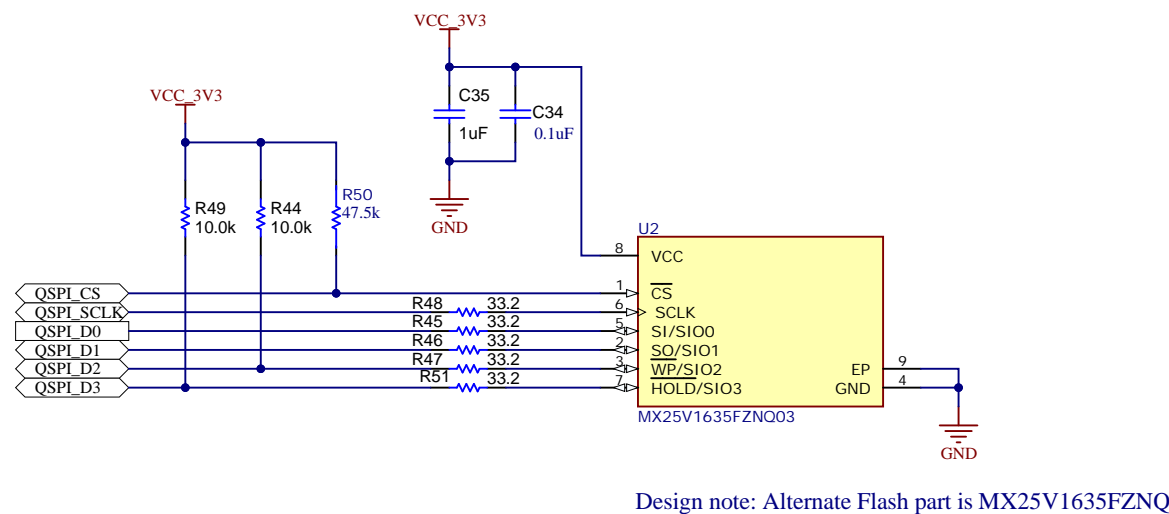 VCC_3V3
C35
1uF
C34
0.1uF
GND
VCC_3V3
R49
10.0k
R44
10.0k
R50
47.5k
U2
8 VCC
QSPI_CS 1 CS
QSPI_SCLK R48 33.2 6 SCLK
QSPI_D0 R45 33.2 5 SI/SIO0
QSPI_D1 R46 33.2 2 SO/SIO1
QSPI_D2 R47 33.2 3 WP/SIO2 EP 9
QSPI_D3 R51 33.2 7 HOLD/SIO3 GND 4
MX25V1635FZNQ03
GND
Design note: Alternate Flash part is MX25V1635FZNQ